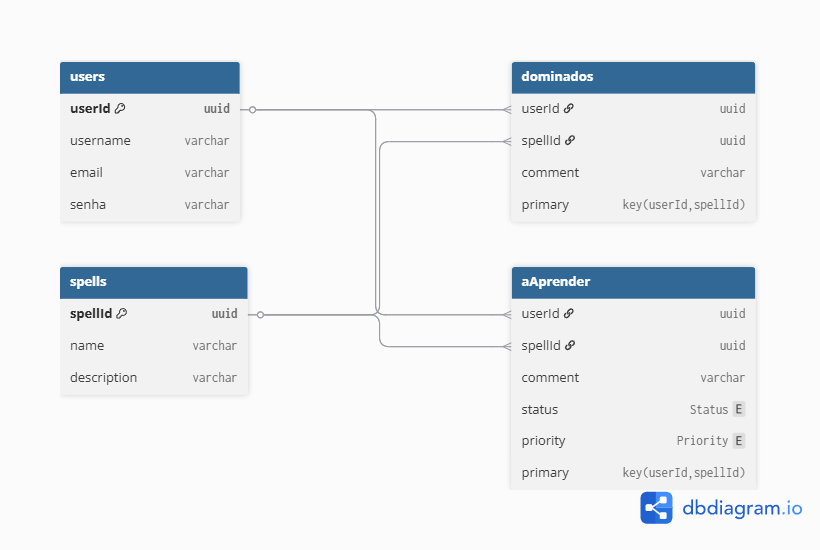 users
userId uuid
username varchar
email varchar
senha varchar
dominados
userId uuid
spellId uuid
comment varchar
primary key(userId,spellId)
spells
spellId uuid
name varchar
description varchar
aAprender
userId uuid
spellId uuid
comment varchar
status Status E
priority Priority E
primary key(userId,spellId)
dbdiagram.io